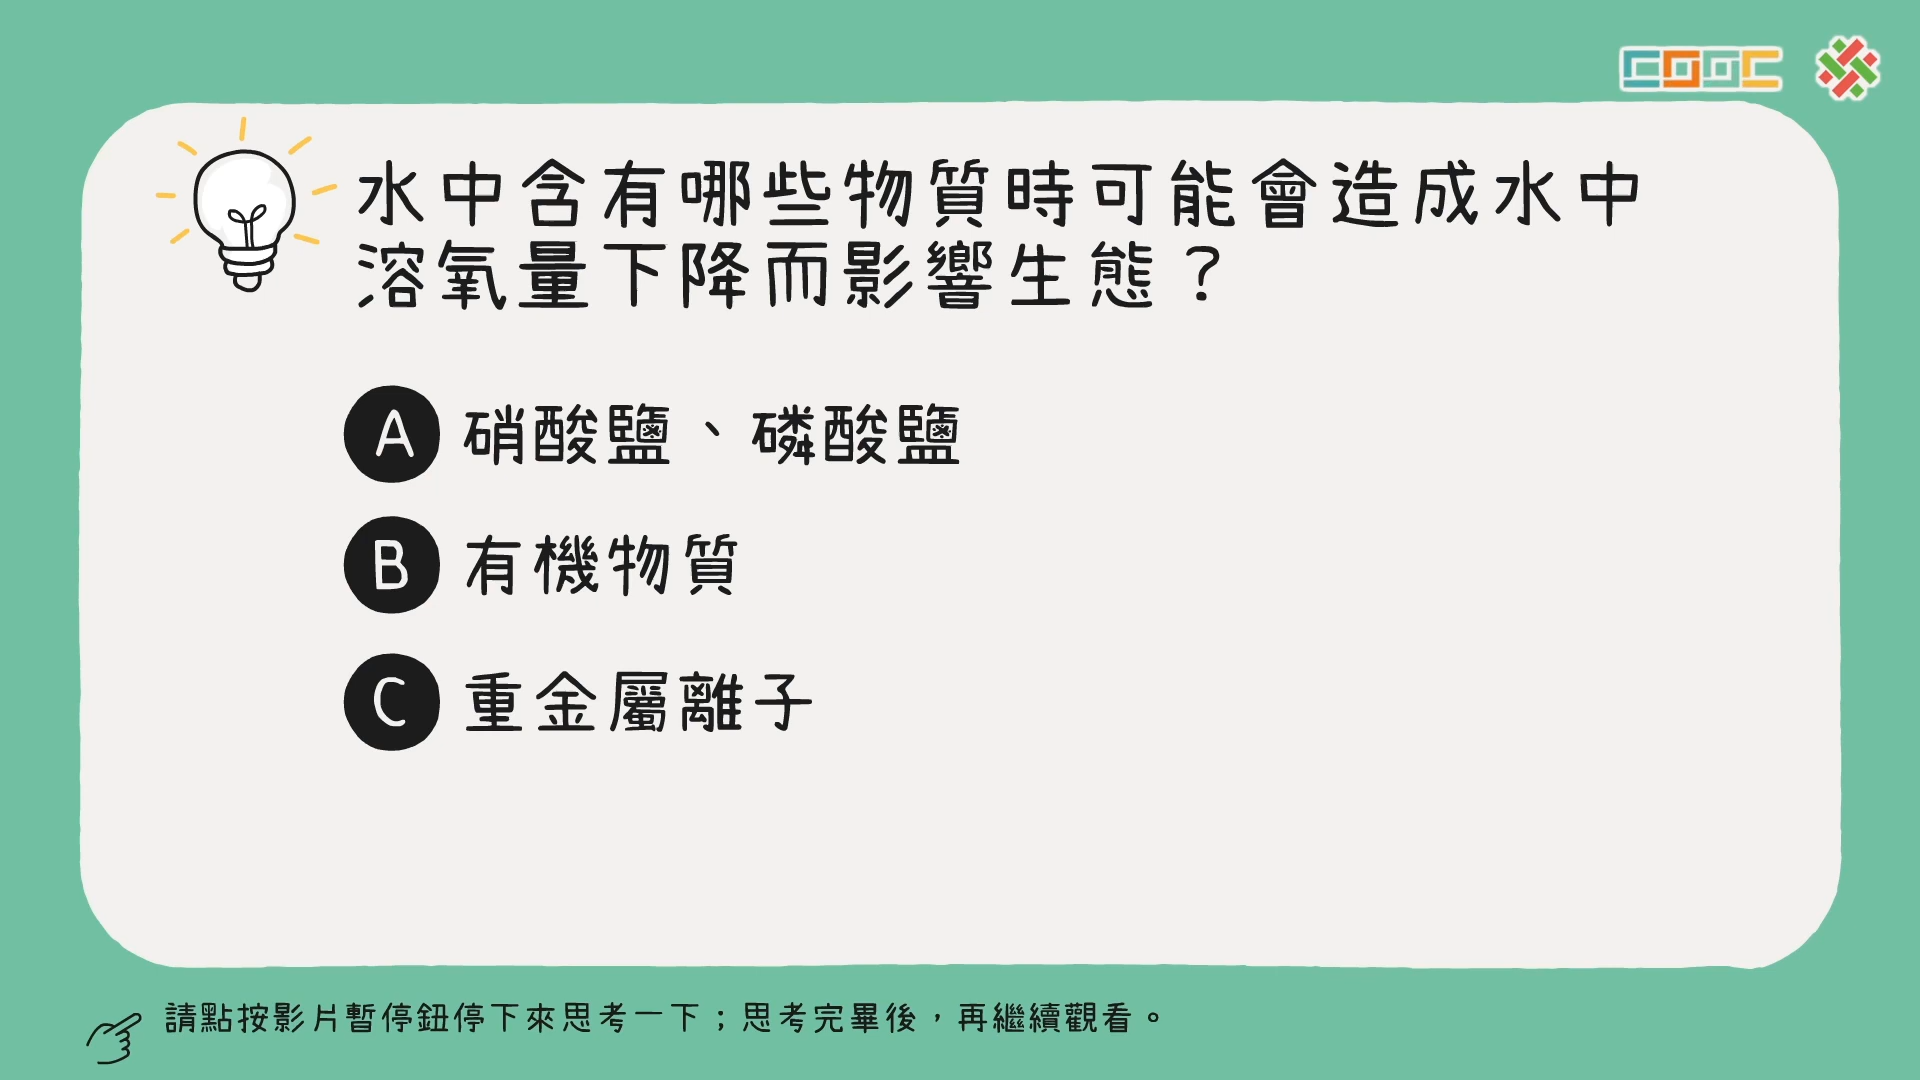 COOC
水中含有哪些物質時可能會造成水中
溶氧量下降而影響生態？
A 硝酸鹽、磷酸鹽
B 有機物質
C 重金屬離子
請點按影片暫停鈕停下來思考一下；思考完畢後，再繼續觀看。